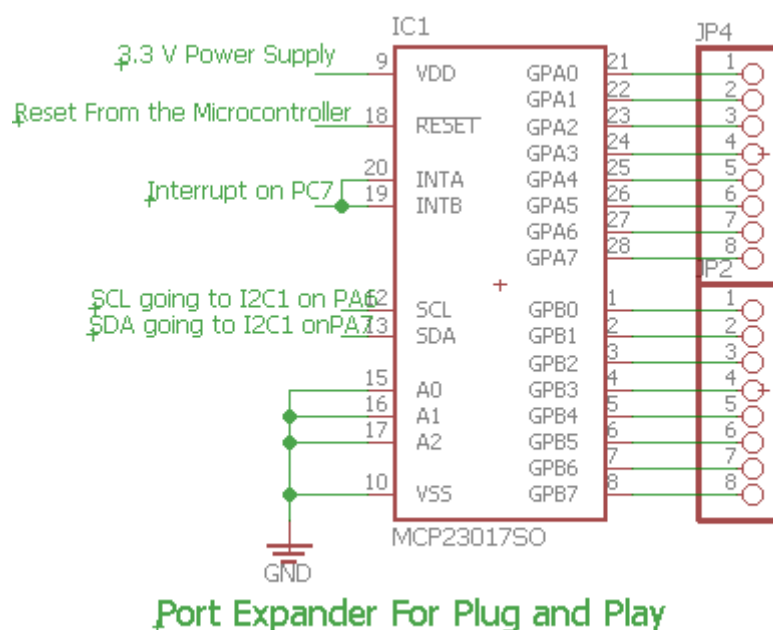 IC1
JP4
3.3 V Power Supply
9
VDD
GPA0
21
1
GPA1
22
2
Reset From the Microcontroller
18
RESET
GPA2
23
3
GPA3
24
4
Interrupt on PC7
20
INTA
GPA4
25
5
19
INTB
GPA5
26
6
GPA6
27
7
GPA7
28
8
JP2
SCL going to I2C1 on PA6
12
SCL
GPB0
1
1
SDA going to I2C1 onPA7
13
SDA
GPB1
2
2
GPB2
3
3
15
A0
GPB3
4
4
16
A1
GPB4
5
5
17
A2
GPB5
6
6
GPB6
7
7
10
VSS
GPB7
8
8
MCP23017SO
GND
Port Expander For Plug and Play